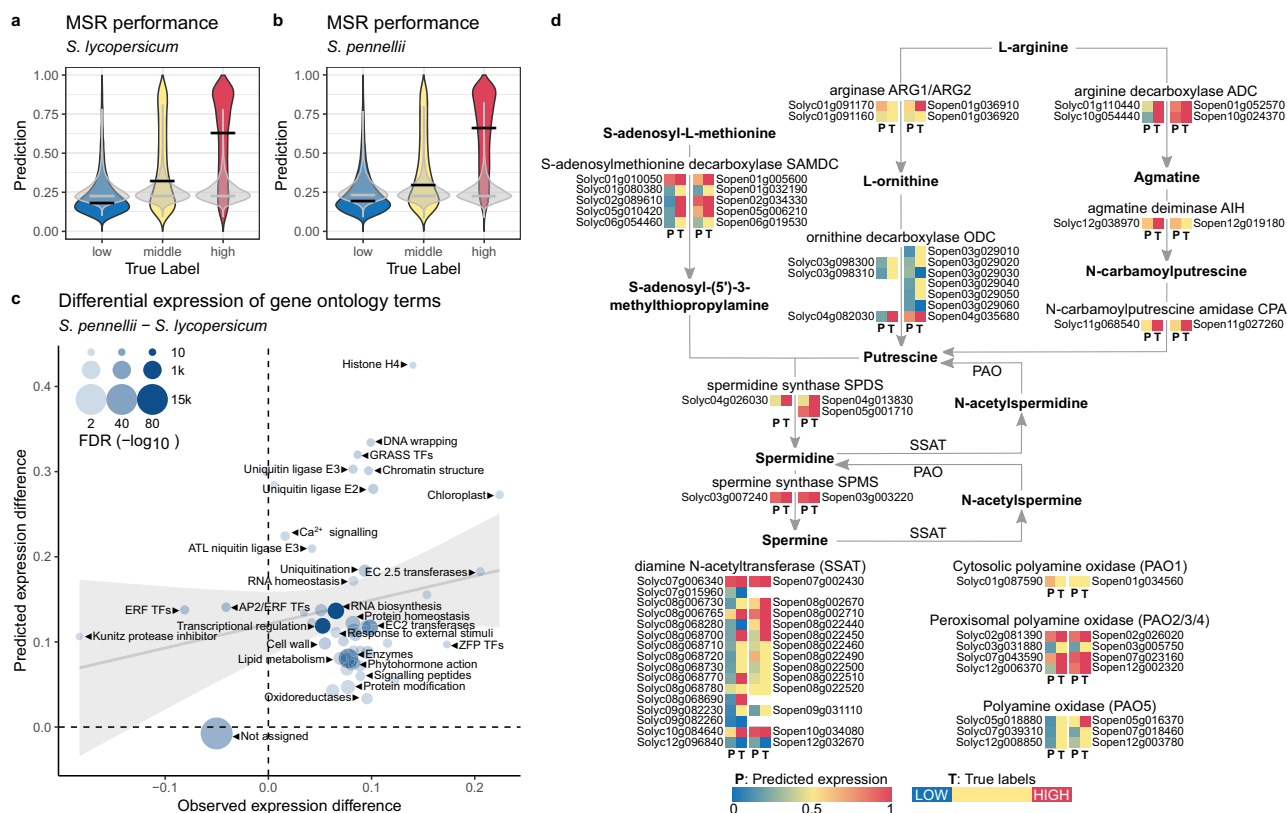 a
MSR performance
S. lycopersicum
Prediction
1.00
0.75
0.50
0.25
0.00
low
middle
high
True Label
b
MSR performance
S. pennellii
Prediction
1.00
0.75
0.50
0.25
0.00
low
middle
high
True Label
c
Differential expression of gene ontology terms
S. pennellii − S. lycopersicum
Predicted expression difference
0.4
0.3
0.2
0.1
0.0
10
1k
15k
2 40 80
FDR (−log10)
Histone H4
DNA wrapping
GRASS TFs
Uniquitin ligase E3
Chromatin structure
Uniquitin ligase E2
Chloroplast
Ca2+ signalling
ATL niquitin ligase E3
Uniquitination
EC 2.5 transferases
RNA homeostasis
ERF TFs
AP2/ERF TFs
RNA biosynthesis
Protein homeostasis
Transcriptional regulation
EC2 transferases
Kunitz protease inhibitor
Response to external stimuli
Cell wall
ZFP TFs
Enzymes
Lipid metabolism
Phytohormone action
Signalling peptides
Protein modification
Oxidoreductases
Not assigned
−0.1
0.0
0.1
0.2
Observed expression difference
d
L-arginine
arginase ARG1/ARG2
Solyc01g091170 Sopen01g036910
Solyc01g091160 Sopen01g036920
P T P T
arginine decarboxylase ADC
Solyc01g110440 Sopen01g052570
Solyc10g054440 Sopen10g024370
P T P T
S-adenosyl-L-methionine
S-adenosylmethionine decarboxylase SAMDC
Solyc01g010050 Sopen01g005600
Solyc01g080380 Sopen01g032190
Solyc02g089610 Sopen02g034330
Solyc05g010420 Sopen05g006210
Solyc06g054460 Sopen06g019530
P T P T
L-ornithine
Agmatine
agmatine deiminase AIH
Solyc12g038970 Sopen12g019180
P T P T
ornithine decarboxylase ODC
Sopen03g029010
Solyc03g098300 Sopen03g029020
Solyc03g098310 Sopen03g029030
Sopen03g029040
Sopen03g029050
Sopen03g029060
Solyc04g082030 Sopen04g035680
P T P T
N-carbamoylputrescine
S-adenosyl-(5')-3-
methylthiopropylamine
N-carbamoylputrescine amidase CPA
Solyc11g068540 Sopen11g027260
P T P T
Putrescine
PAO
spermidine synthase SPDS
Solyc04g026030 Sopen04g013830
Sopen05g001710
P T P T
N-acetylspermidine
SSAT
Spermidine
PAO
spermine synthase SPMS
Solyc03g007240 Sopen03g003220
P T P T
N-acetylspermine
SSAT
Spermine
diamine N-acetyltransferase (SSAT)
Solyc07g006340 Sopen07g002430
Solyc07g015960
Solyc08g006730 Sopen08g002670
Solyc08g006765 Sopen08g002710
Solyc08g068280 Sopen08g022440
Solyc08g068700 Sopen08g022450
Solyc08g068710 Sopen08g022460
Solyc08g068720 Sopen08g022490
Solyc08g068730 Sopen08g022500
Solyc08g068770 Sopen08g022510
Solyc08g068780 Sopen08g022520
Solyc08g068690
Solyc09g082230 Sopen09g031110
Solyc09g082260
Solyc10g084640 Sopen10g034080
Solyc12g096840 Sopen12g032670
P T P T
Cytosolic polyamine oxidase (PAO1)
Solyc01g087590 Sopen01g034560
P T P T
Peroxisomal polyamine oxidase (PAO2/3/4)
Solyc02g081390 Sopen02g026020
Solyc03g031880 Sopen03g005750
Solyc07g043590 Sopen07g023160
Solyc12g006370 Sopen12g002320
P T P T
Polyamine oxidase (PAO5)
Solyc05g018880 Sopen05g016370
Solyc07g039310 Sopen07g018460
Solyc12g008850 Sopen12g003780
P T P T
P: Predicted expression
0 0.5 1
T: True labels
LOW HIGH